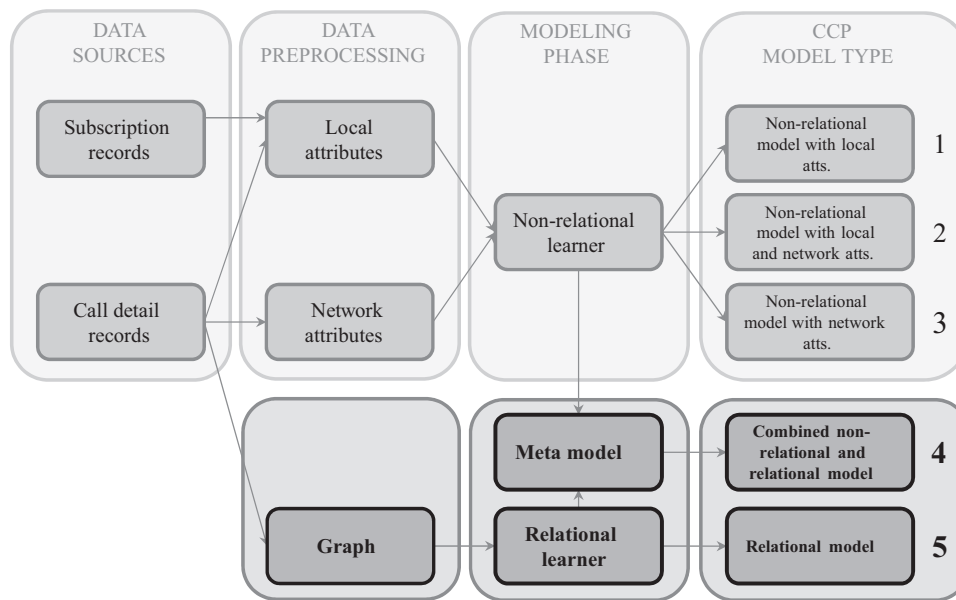 DATA
SOURCES
DATA
PREPROCESSING
MODELING
PHASE
CCP
MODEL TYPE
Subscription
records
Local
attributes
Non-relational
model with local
atts.
1
Non-relational
learner
Non-relational
model with local
and network atts.
2
Call detail
records
Network
attributes
Non-relational
model with network
atts.
3
Meta model
Combined non-
relational and
relational model
4
Graph
Relational
learner
Relational model
5